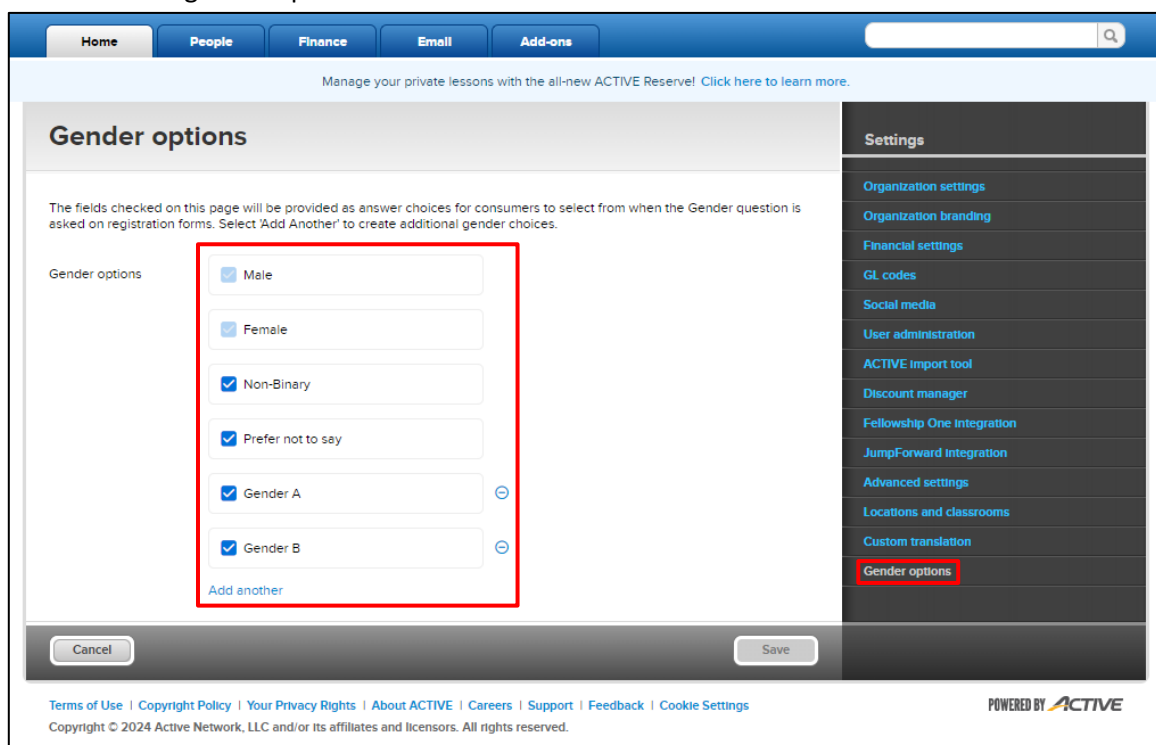 Home People Finance Email Add-ons
Manage your private lessons with the all-new ACTIVE Reserve! Click here to learn more.
Gender options
The fields checked on this page will be provided as answer choices for consumers to select from when the Gender question is
asked on registration forms. Select 'Add Another' to create additional gender choices.
Gender options
Male
Female
Non-Binary
Prefer not to say
Gender A
Gender B
Add another
Cancel
Save
Settings
Organization settings
Organization branding
Financial settings
GL codes
Social media
User administration
ACTIVE import tool
Discount manager
Fellowship One integration
JumpForward integration
Advanced settings
Locations and classrooms
Custom translation
Gender options
Terms of Use | Copyright Policy | Your Privacy Rights | About ACTIVE | Careers | Support | Feedback | Cookie Settings
Copyright © 2024 Active Network, LLC and/or its affiliates and licensors. All rights reserved.
POWERED BY ACTIVE